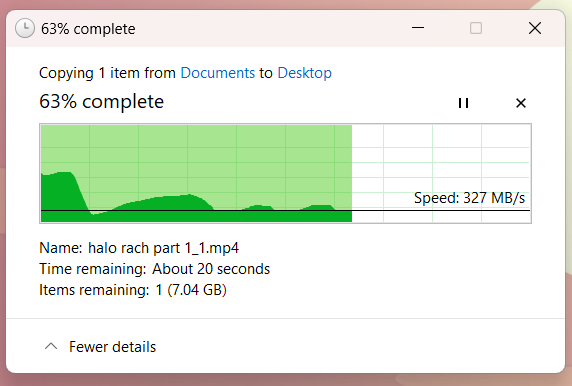 63% complete
Copying 1 item from Documents to Desktop
63% complete
Speed: 327 MB/s
Name: halo rach part 1_1.mp4
Time remaining: About 20 seconds
Items remaining: 1 (7.04 GB)
Fewer details